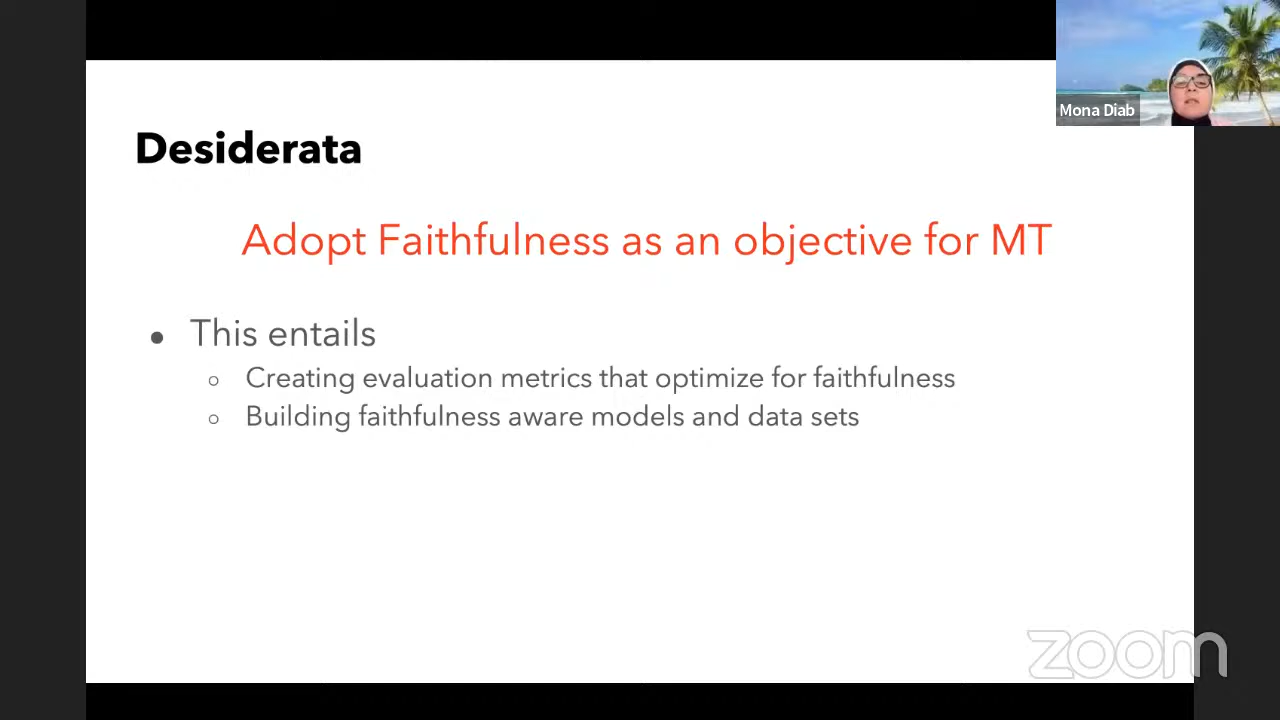 Mona Diab
Desiderata
Adopt Faithfulness as an objective for MT
● This entails
○ Creating evaluation metrics that optimize for faithfulness
○ Building faithfulness aware models and data sets
zoom